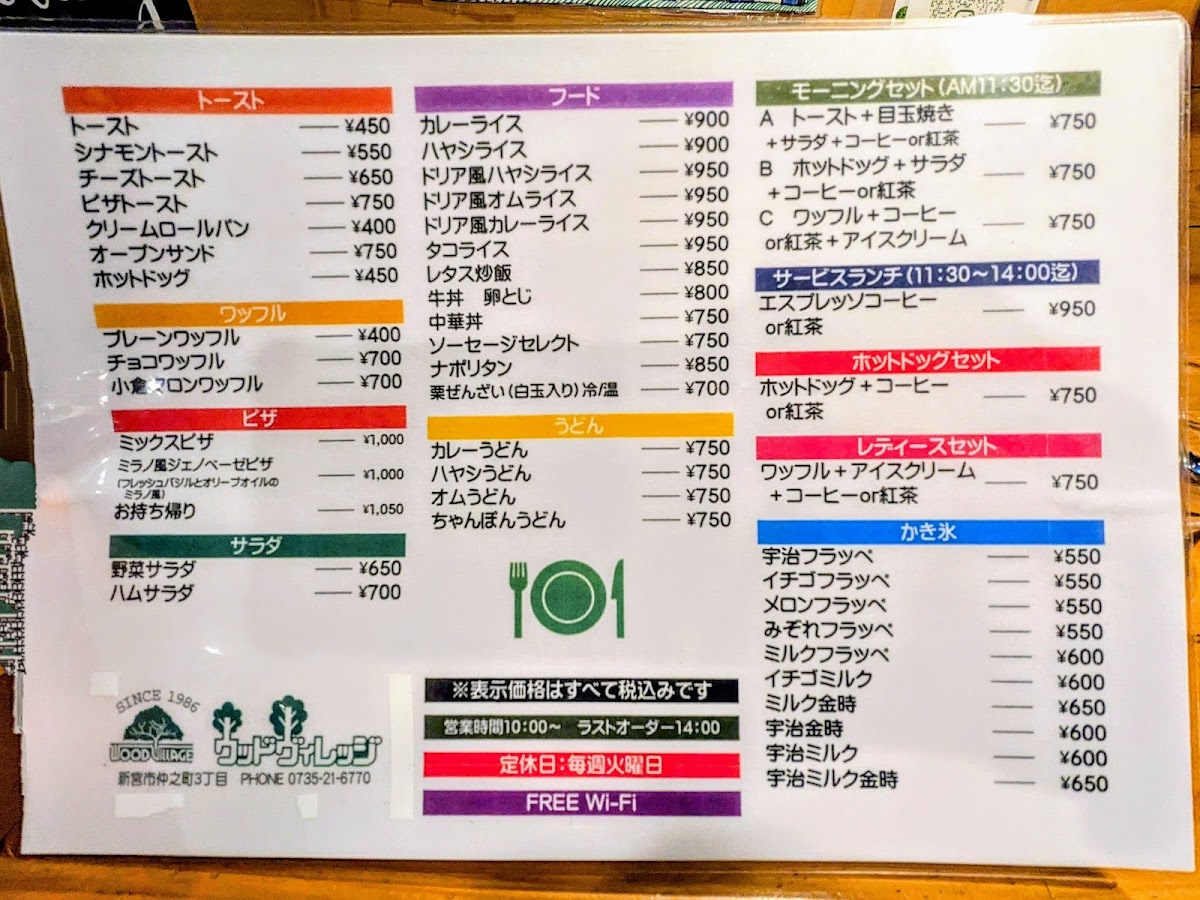 トースト
トースト ¥450
シナモントースト ¥550
チーズトースト ¥650
ピザトースト ¥750
クリームロールパン ¥400
オーブンサンド ¥750
ホットドッグ ¥450
ワッフル
プレーンワッフル ¥400
チョコワッフル ¥700
小倉マロンワッフル ¥700
ピザ
ミックスピザ ¥1,000
ミラノ風ジェノベーゼピザ ¥1,000
(フレッシュバジルとオリーブオイルの
ミラノ風)
お持ち帰り ¥1,050
サラダ
野菜サラダ ¥650
ハムサラダ ¥700
SINCE 1986
WOOD VILLAGE
ウッドヴィレッジ
新宮市仲之町3丁目 PHONE 0735-21-6770
フード
カレーライス ¥900
ハヤシライス ¥900
ドリア風ハヤシライス ¥950
ドリア風オムライス ¥950
ドリア風カレーライス ¥950
タコライス ¥950
レタス炒飯 ¥850
牛丼 卵とじ ¥800
中華丼 ¥750
ソーセージセレクト ¥750
ナポリタン ¥850
栗ぜんざい(白玉入り)冷/温 ¥700
うどん
カレーうどん ¥750
ハヤシうどん ¥750
オムうどん ¥750
ちゃんぽんうどん ¥750
※表示価格はすべて税込みです
営業時間10:00〜 ラストオーダー14:00
定休日:毎週火曜日
FREE Wi-Fi
モーニングセット(AM11:30迄)
A トースト+目玉焼き ¥750
+サラダ+コーヒーor紅茶
B ホットドッグ+サラダ ¥750
+コーヒーor紅茶
C ワッフル+コーヒー ¥750
or紅茶+アイスクリーム
サービスランチ(11:30〜14:00迄)
エスプレッソコーヒー ¥950
or紅茶
ホットドッグセット
ホットドッグ+コーヒー ¥750
or紅茶
レディースセット
ワッフル+アイスクリーム ¥750
+コーヒーor紅茶
かき氷
宇治フラッペ ¥550
イチゴフラッペ ¥550
メロンフラッペ ¥550
みぞれフラッペ ¥550
ミルクフラッペ ¥600
イチゴミルク ¥600
ミルク金時 ¥650
宇治金時 ¥600
宇治ミルク ¥600
宇治ミルク金時 ¥650